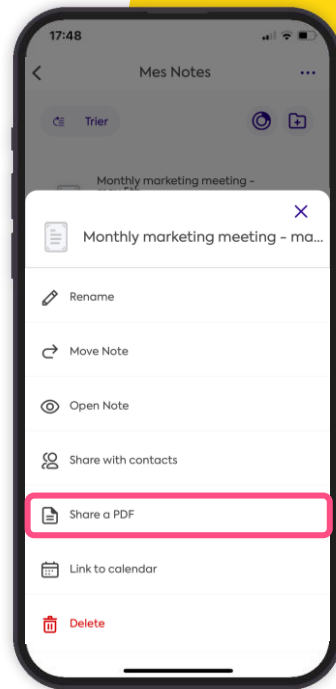 17:48
Mes Notes
Trier
Monthly marketing meeting -
Monthly marketing meeting - ma...
Rename
Move Note
Open Note
Share with contacts
Share a PDF
Link to calendar
Delete